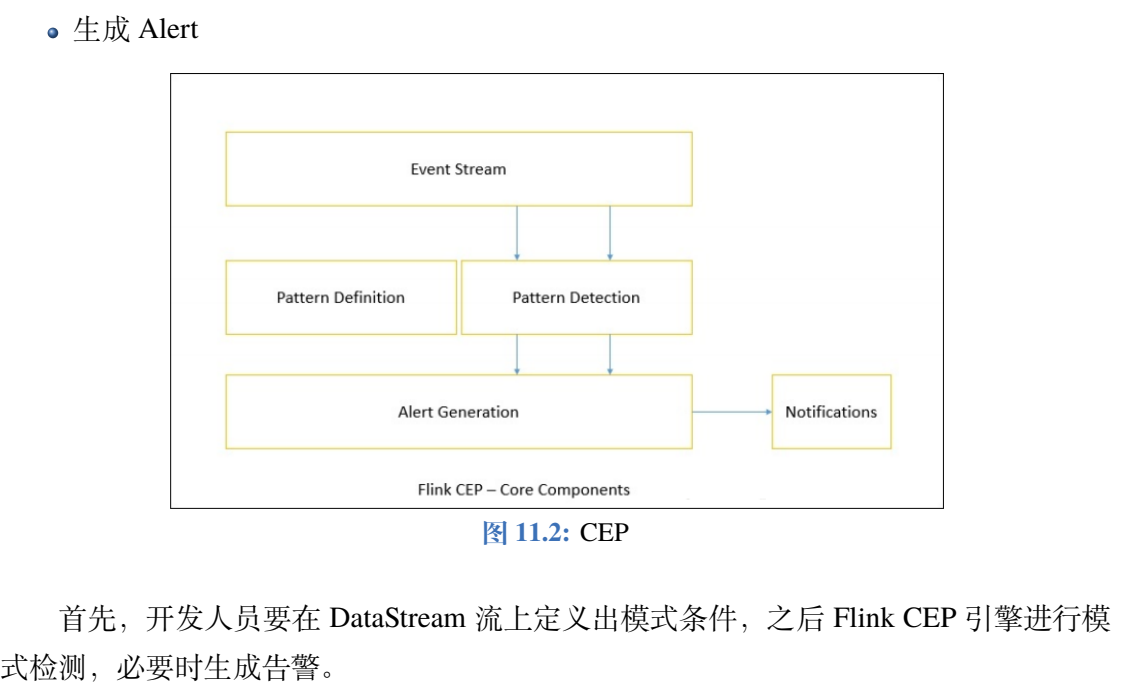 生成 Alert
Event Stream
Pattern Definition
Pattern Detection
Alert Generation
Notifications
Flink CEP – Core Components
图 11.2: CEP
首先，开发人员要在 DataStream 流上定义出模式条件，之后 Flink CEP 引擎进行模
式检测，必要时生成告警。